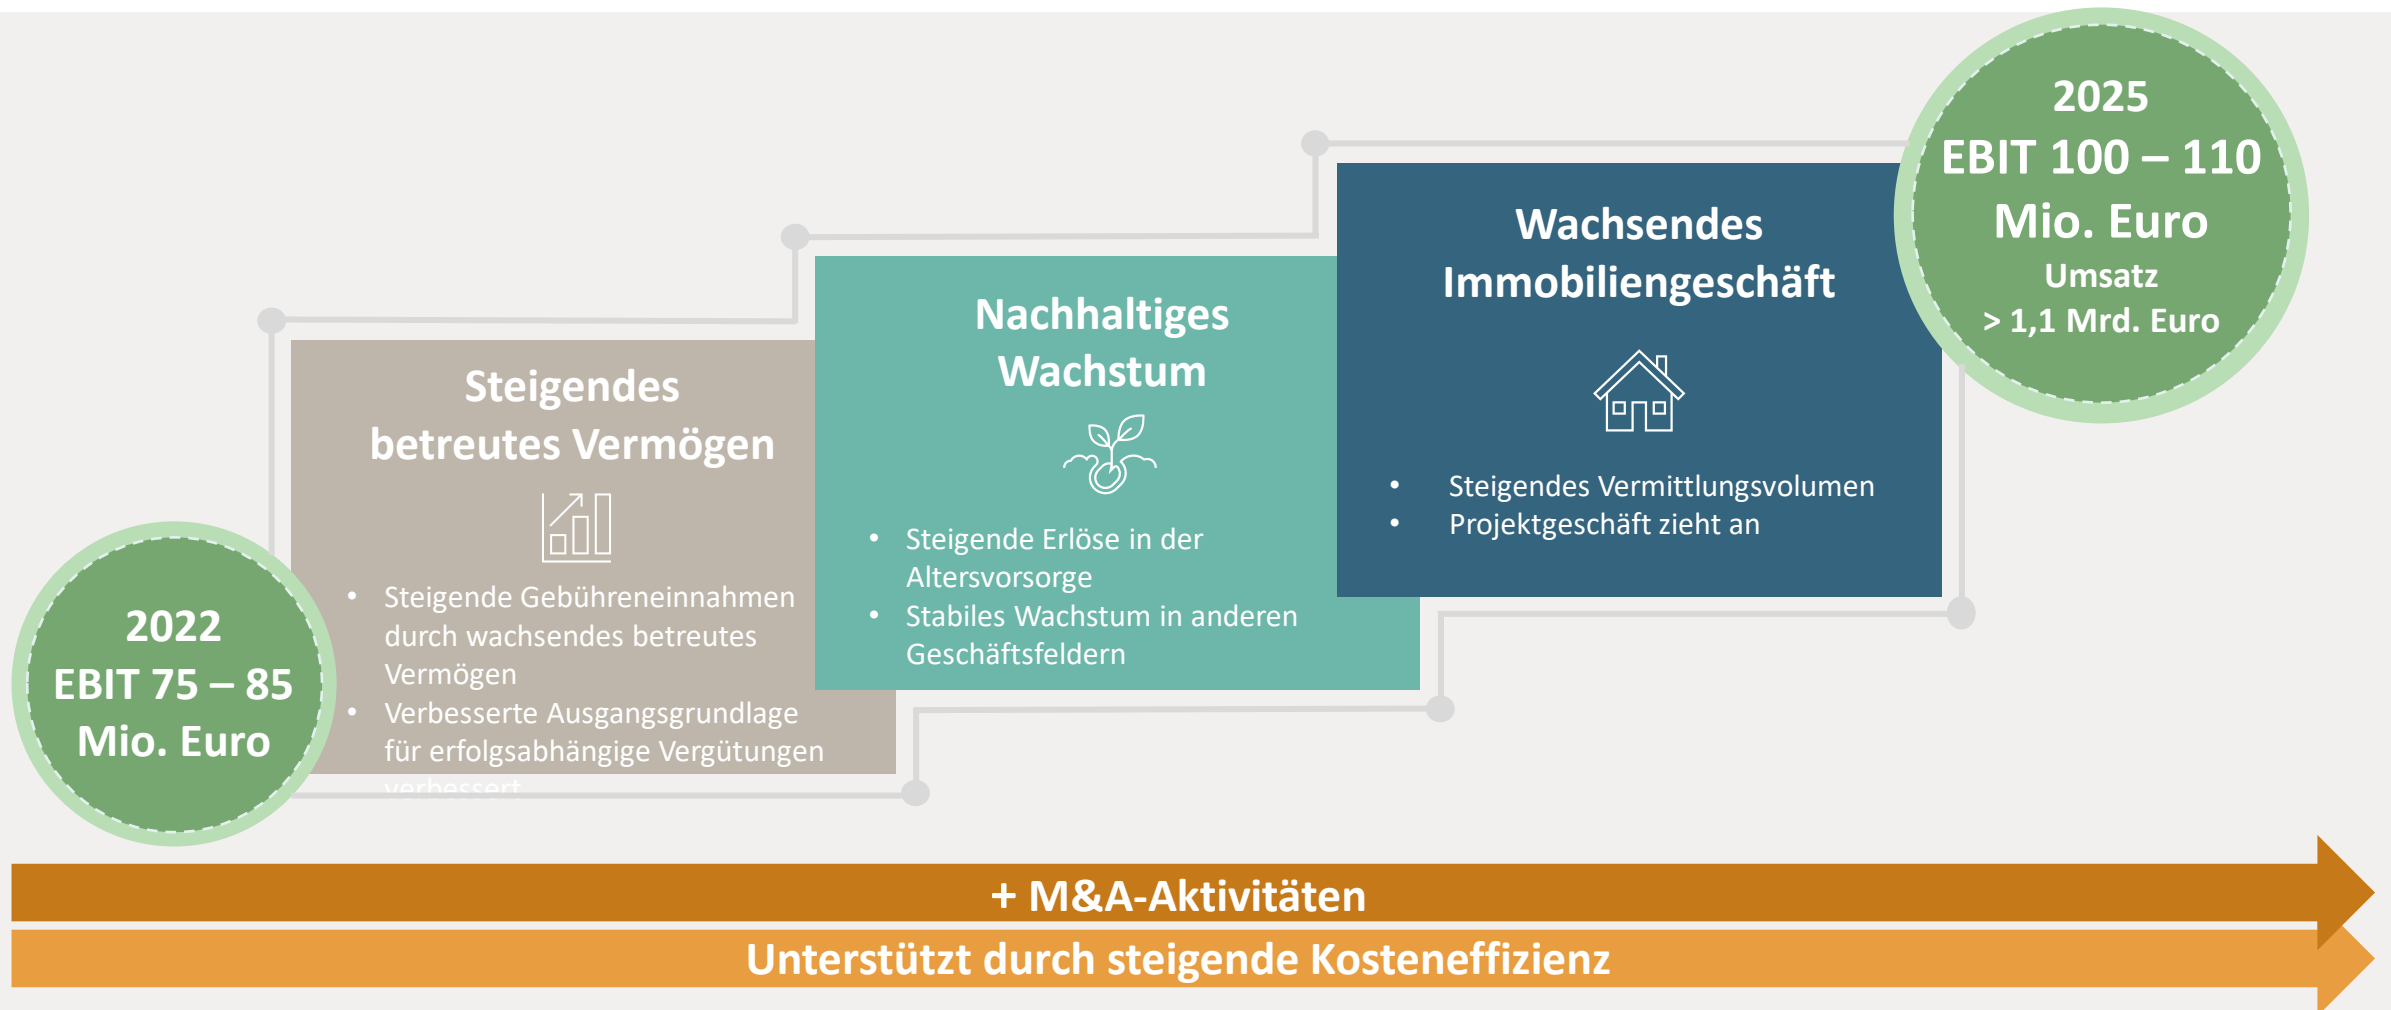 2022
EBIT 75 – 85
Mio. Euro
Steigendes
betreutes Vermögen
• Steigende Gebühreneinnahmen
durch wachsendes betreutes
Vermögen
• Verbesserte Ausgangsgrundlage
für erfolgsabhängige Vergütungen
verbessert
Nachhaltiges
Wachstum
• Steigende Erlöse in der
Altersvorsorge
• Stabiles Wachstum in anderen
Geschäftsfeldern
Wachsendes
Immobiliengeschäft
• Steigendes Vermittlungsvolumen
• Projektgeschäft zieht an
2025
EBIT 100 – 110
Mio. Euro
Umsatz
> 1,1 Mrd. Euro
+ M&A-Aktivitäten
Unterstützt durch steigende Kosteneffizienz